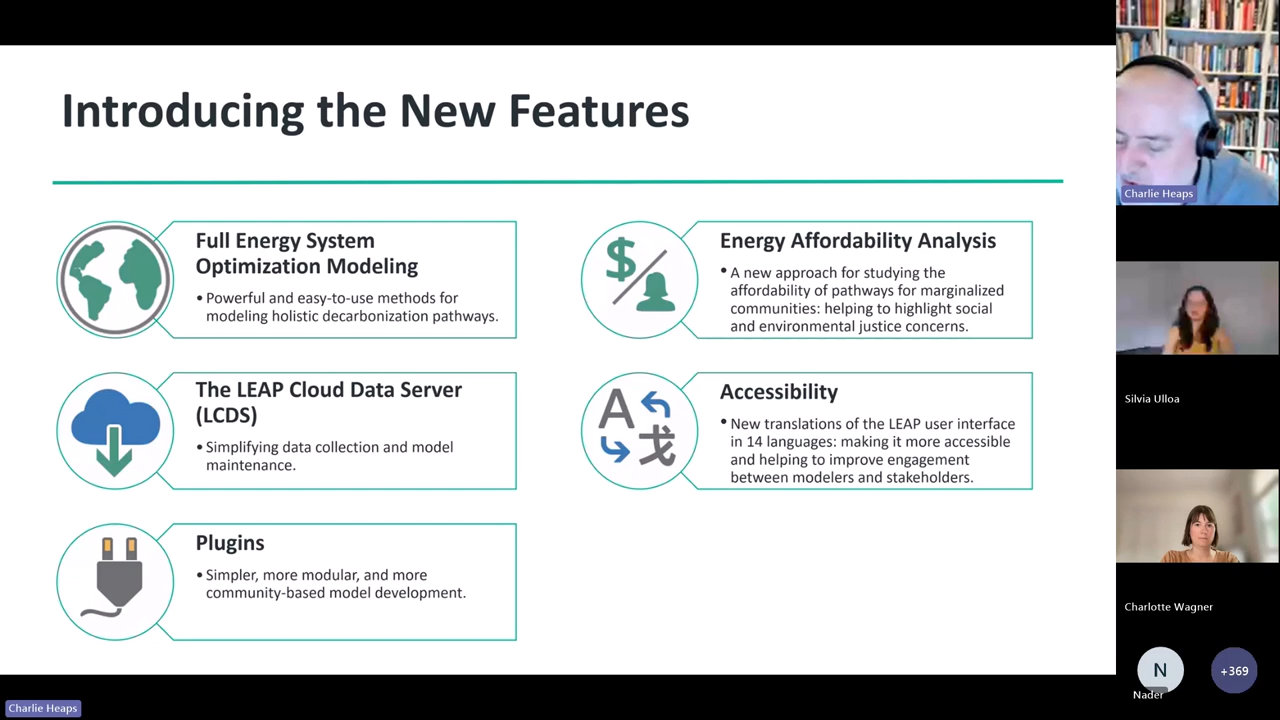 Introducing the New Features
Full Energy System
Optimization Modeling
• Powerful and easy-to-use methods for
modeling holistic decarbonization pathways.
Energy Affordability Analysis
• A new approach for studying the
affordability of pathways for marginalized
communities: helping to highlight social
and environmental justice concerns.
The LEAP Cloud Data Server
(LCDS)
• Simplifying data collection and model
maintenance.
A
戈
Accessibility
• New translations of the LEAP user interface
in 14 languages: making it more accessible
and helping to improve engagement
between modelers and stakeholders.
Plugins
• Simpler, more modular, and more
community-based model development.
Charlie Heaps
Silvia Ulloa
Charlotte Wagner
N
+369
Nader
Charlie Heaps
$